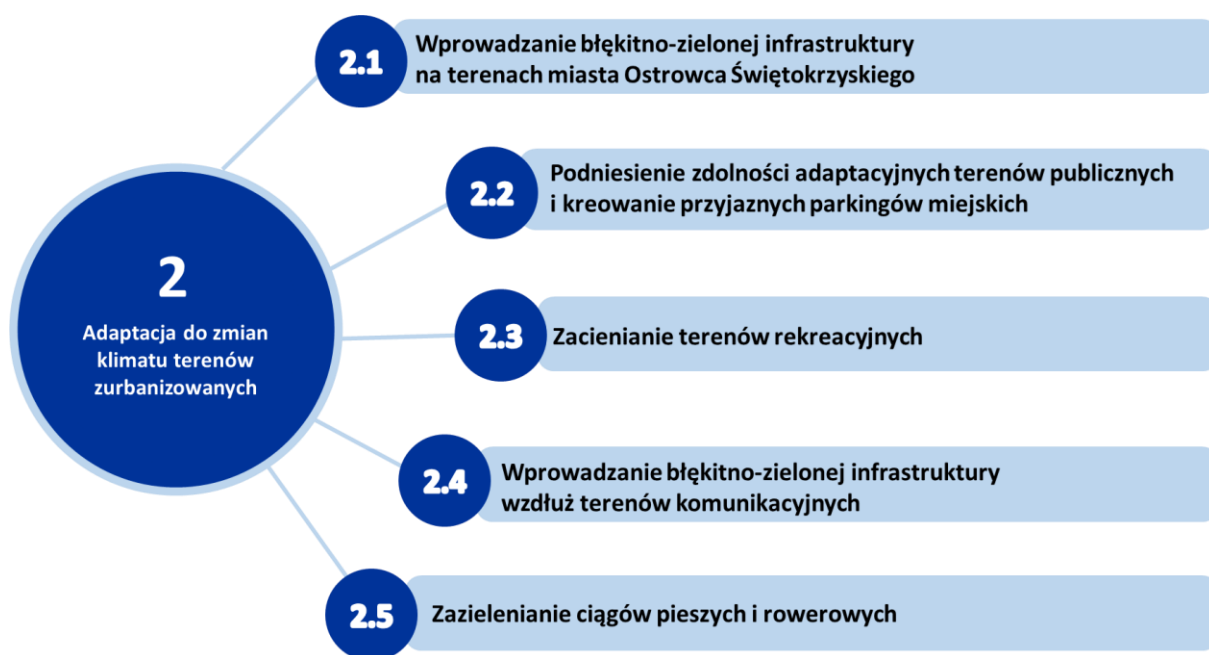 2
Adaptacja do zmian
klimatu terenów
zurbanizowanych
2.1
Wprowadzanie błękitno-zielonej infrastruktury
na terenach miasta Ostrowca Świętokrzyskiego
2.2
Podniesienie zdolności adaptacyjnych terenów publicznych
i kreowanie przyjaznych parkingów miejskich
2.3
Zacienianie terenów rekreacyjnych
2.4
Wprowadzanie błękitno-zielonej infrastruktury
wzdłuż terenów komunikacyjnych
2.5
Zazielenianie ciągów pieszych i rowerowych